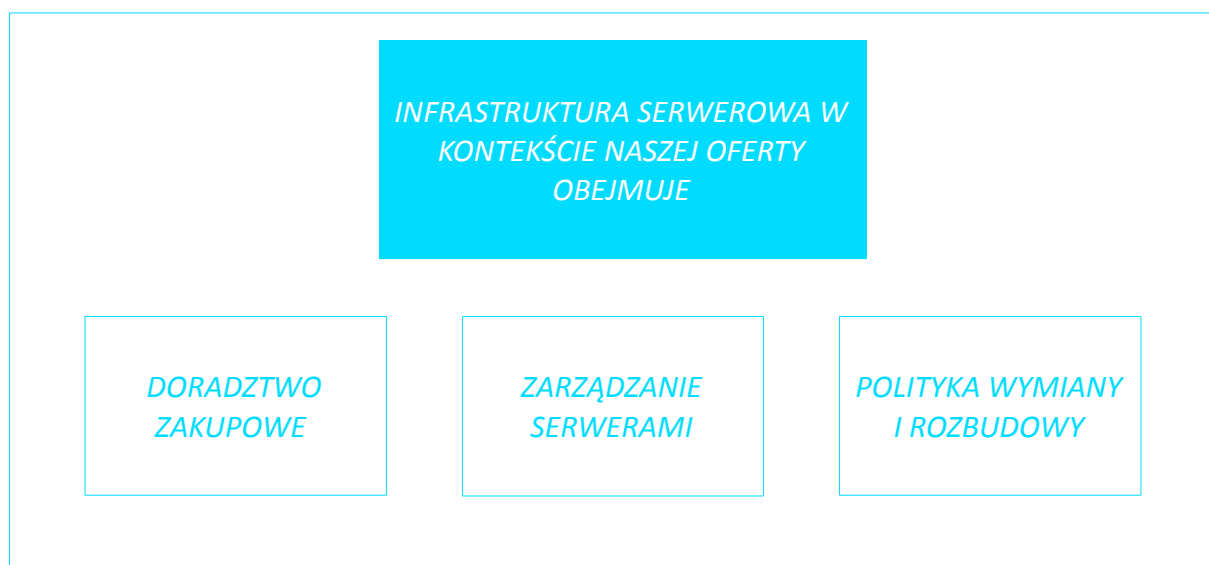 INFRASTRUKTURA SERWEROWA W
KONTEKŚCIE NASZEJ OFERTY
OBEJMUJE
DORADZTWO
ZAKUPOWE
ZARZĄDZANIE
SERWERAMI
POLITYKA WYMIANY
I ROZBUDOWY